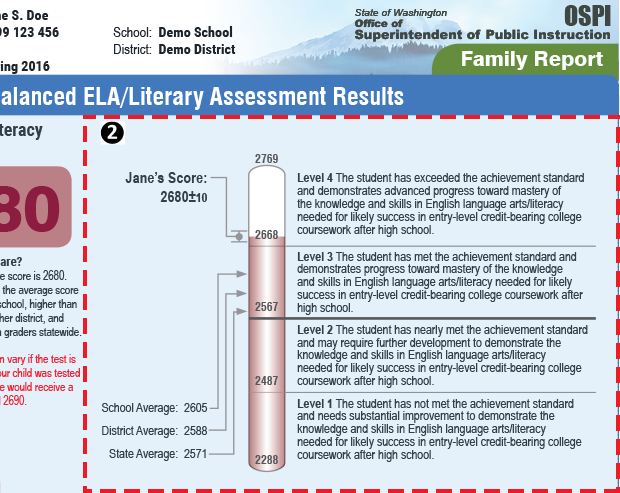 e S. Doe
99 123 456
ing 2016
School: Demo School
District: Demo District
State of Washington
Office of
Superintendent of Public Instruction
OSPI
Family Report
alanced ELA/Literary Assessment Results
teracy
80
are?
e score is 2680.
the average score
school, higher than
her district, and
graders statewide.
n vary if the test is
our child was tested
e would receive a
2690.
2
Jane's Score:
2680±10
2769
2668
2567
2487
2288
School Average: 2605
District Average: 2588
State Average: 2571
Level 4 The student has exceeded the achievement standard
and demonstrates advanced progress toward mastery of
the knowledge and skills in English language arts/literacy
needed for likely success in entry-level credit-bearing college
coursework after high school.
Level 3 The student has met the achievement standard and
demonstrates progress toward mastery of the knowledge
and skills in English language arts/literacy needed for likely
success in entry-level credit-bearing college coursework after
high school.
Level 2 The student has nearly met the achievement standard
and may require further development to demonstrate the
knowledge and skills in English language arts/literacy
needed for likely success in entry-level credit-bearing college
coursework after high school.
Level 1 The student has not met the achievement standard
and needs substantial improvement to demonstrate the
knowledge and skills in English language arts/literacy
needed for likely success in entry-level credit-bearing college
coursework after high school.